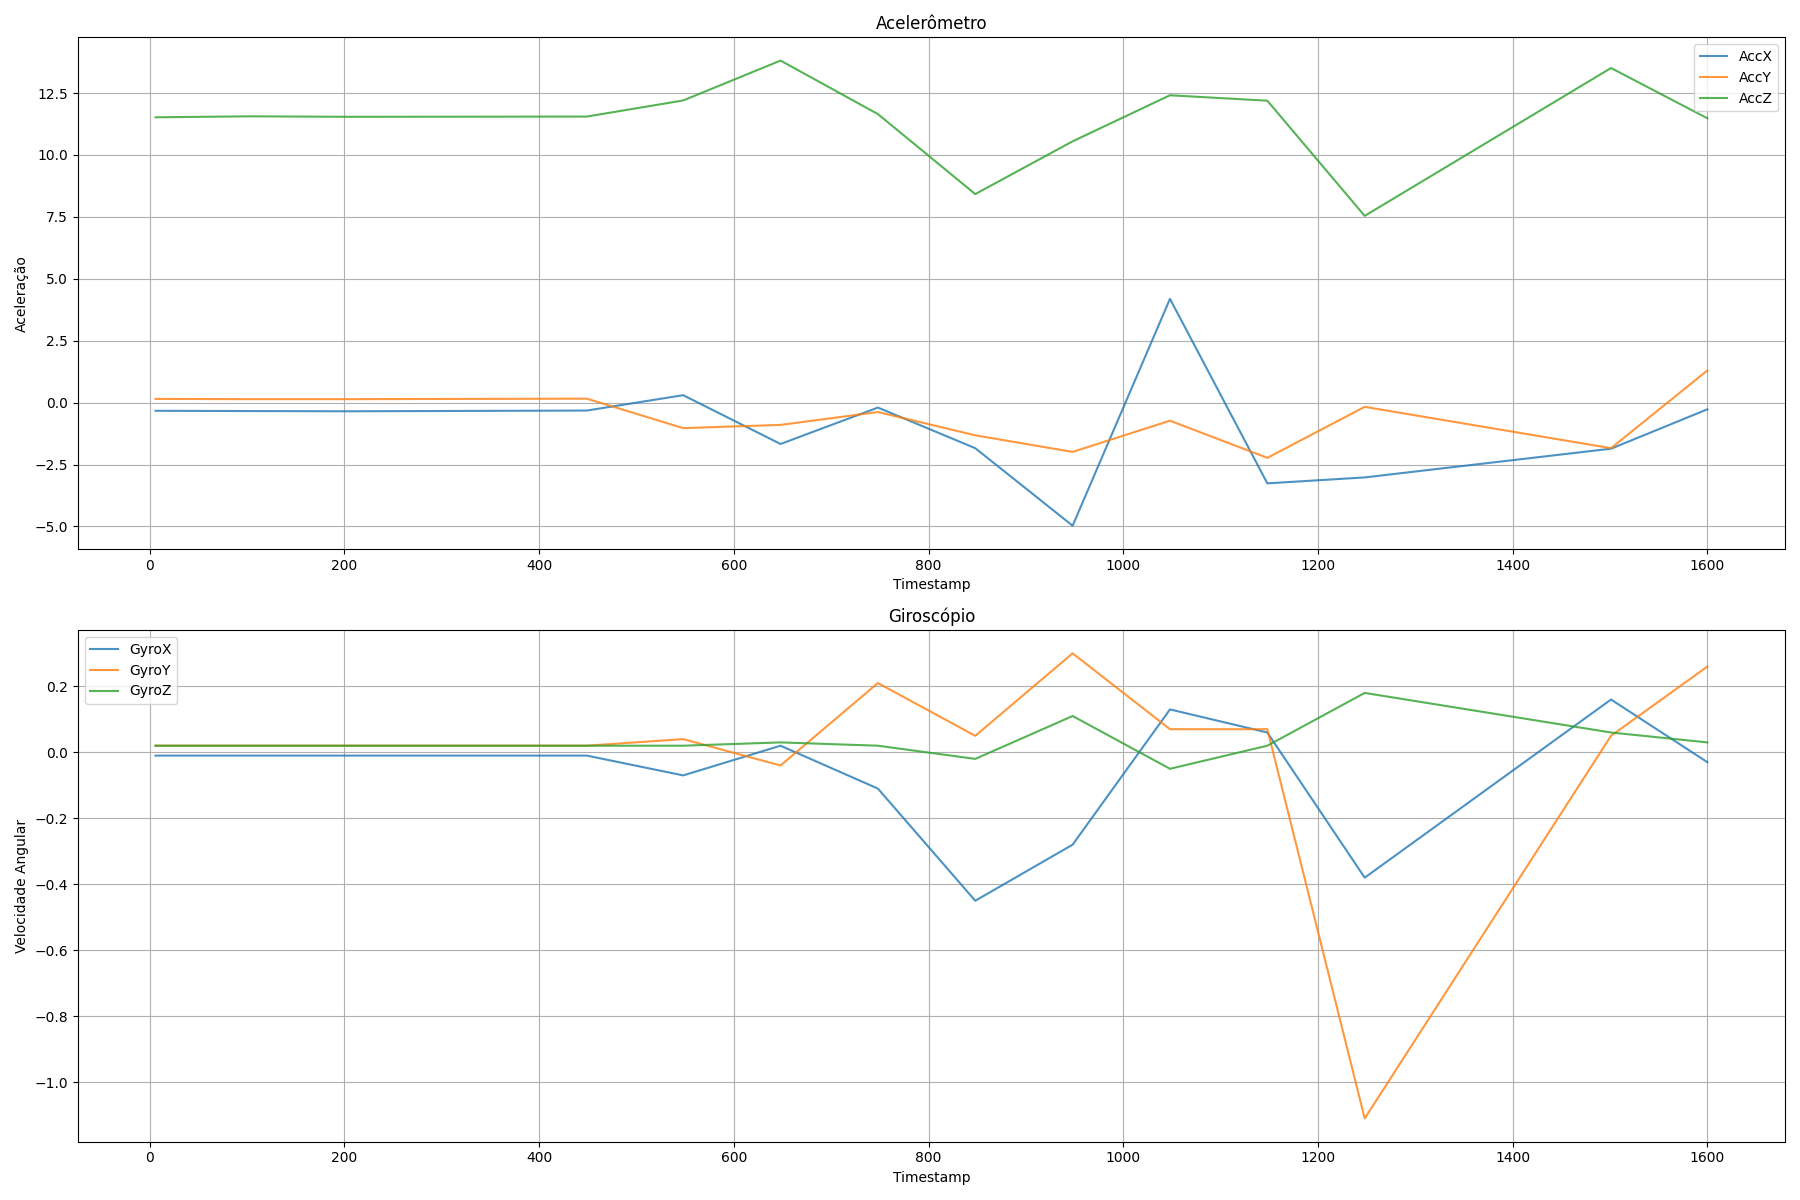 Acelerômetro
AccX
AccY
AccZ
12.5
10.0
7.5
5.0
2.5
0.0
−2.5
−5.0
Aceleração
0 200 400 600 800 1000 1200 1400 1600
Timestamp
Giroscópio
GyroX
GyroY
GyroZ
0.2
0.0
−0.2
−0.4
−0.6
−0.8
−1.0
Velocidade Angular
0 200 400 600 800 1000 1200 1400 1600
Timestamp